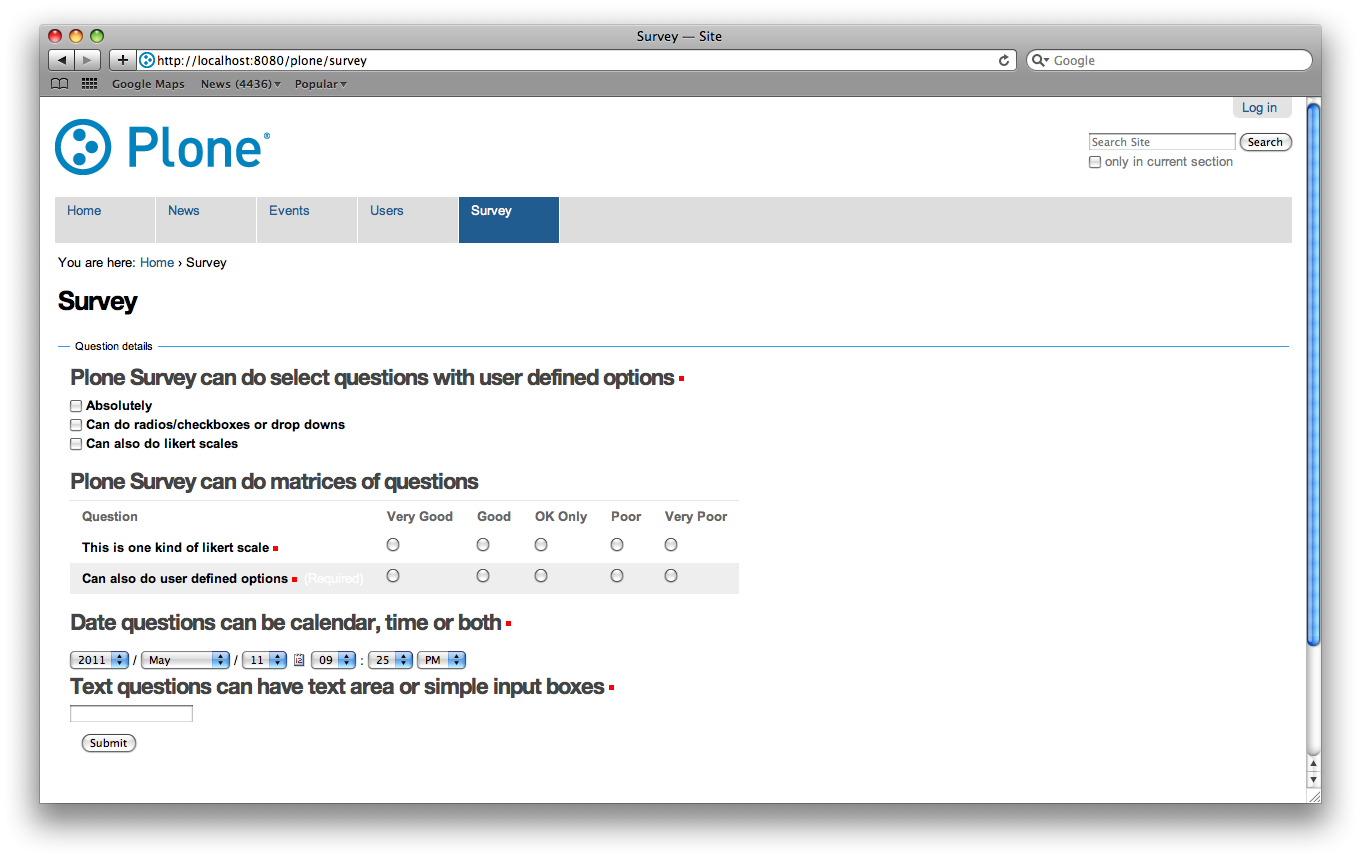 Survey — Site
http://localhost:8080/plone/survey
Google
Google Maps News (4436) Popular
Log in
Plone®
Search Site Search
only in current section
Home News Events Users Survey
You are here: Home › Survey
Survey
Question details
Plone Survey can do select questions with user defined options
Absolutely
Can do radios/checkboxes or drop downs
Can also do likert scales
Plone Survey can do matrices of questions
Question Very Good Good OK Only Poor Very Poor
This is one kind of likert scale
Can also do user defined options (Required)
Date questions can be calendar, time or both
2011 / May / 11 12 09 : 25 PM
Text questions can have text area or simple input boxes
Submit